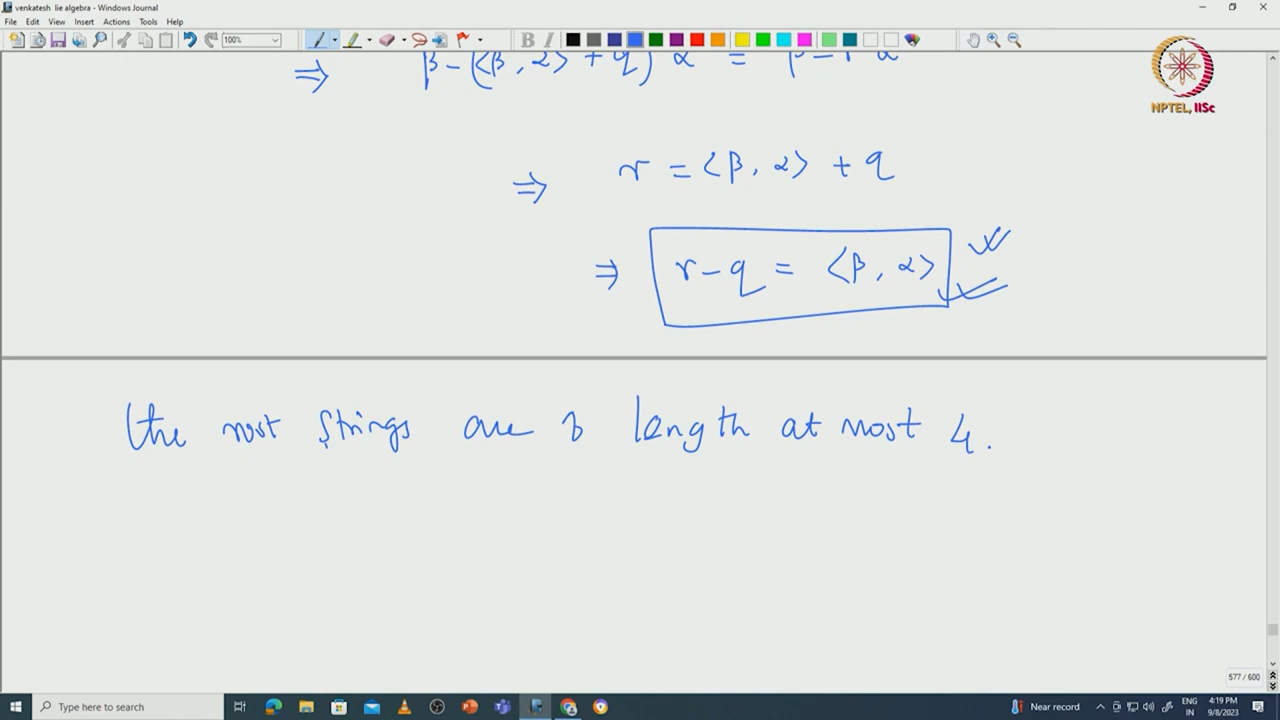 venkatesh lie algebra - Windows Journal
File Edit View Insert Actions Tools Help
100%
B I
NPTEL, IISc
⇒ β - (⟨β, α⟩ + q) α = β - r α
⇒ r = ⟨β, α⟩ + q
⇒ r - q = ⟨β, α⟩
the root strings are of length at most 4.
577 / 600
Type here to search
Near record
ENG
IN
4:19 PM
9/8/2023